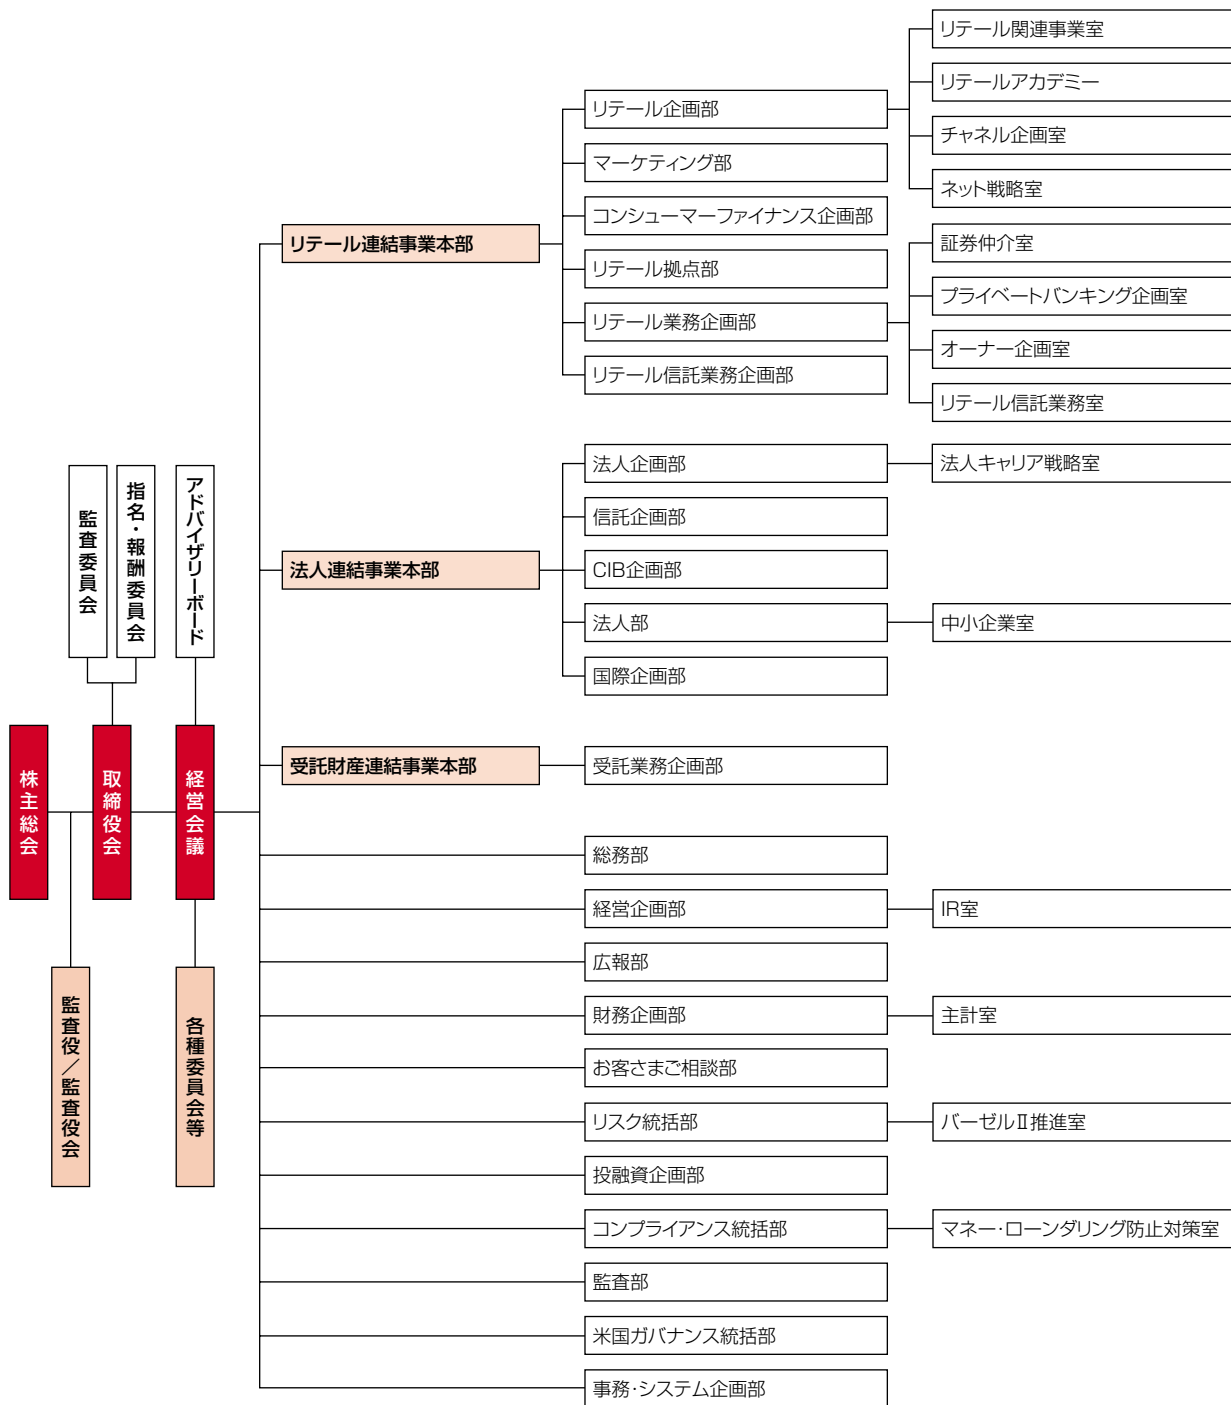 株主総会
監査役／監査役会
監査委員会
指名・報酬委員会
取締役会
アドバイザリーボード
経営会議
各種委員会等
リテール連結事業本部
リテール企画部
リテール関連事業室
リテールアカデミー
チャネル企画室
ネット戦略室
マーケティング部
コンシューマーファイナンス企画部
リテール拠点部
リテール業務企画部
証券仲介室
プライベートバンキング企画室
オーナー企画室
リテール信託業務室
リテール信託業務企画部
法人連結事業本部
法人企画部
法人キャリア戦略室
信託企画部
CIB企画部
法人部
中小企業室
国際企画部
受託財産連結事業本部
受託業務企画部
総務部
経営企画部
IR室
広報部
財務企画部
主計室
お客さまご相談部
リスク統括部
バーゼルⅡ推進室
投融資企画部
コンプライアンス統括部
マネー・ローンダリング防止対策室
監査部
米国ガバナンス統括部
事務・システム企画部